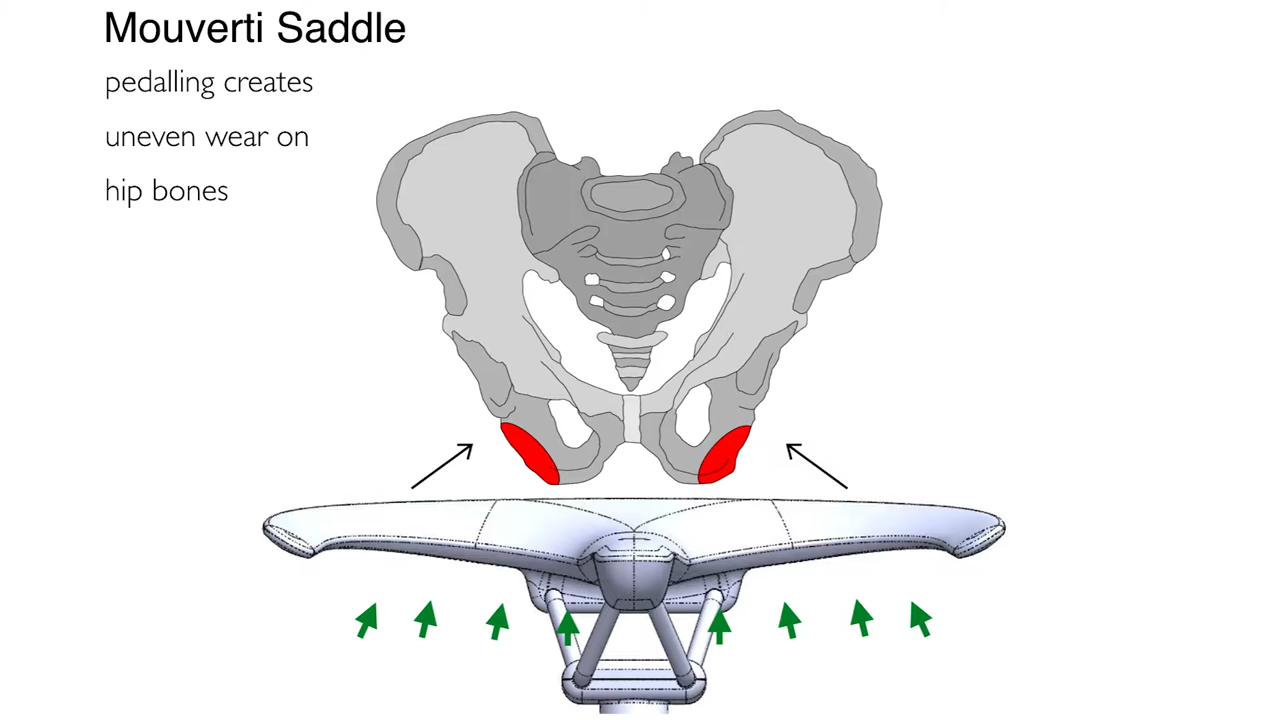 Mouverti Saddle
pedalling creates
uneven wear on
hip bones